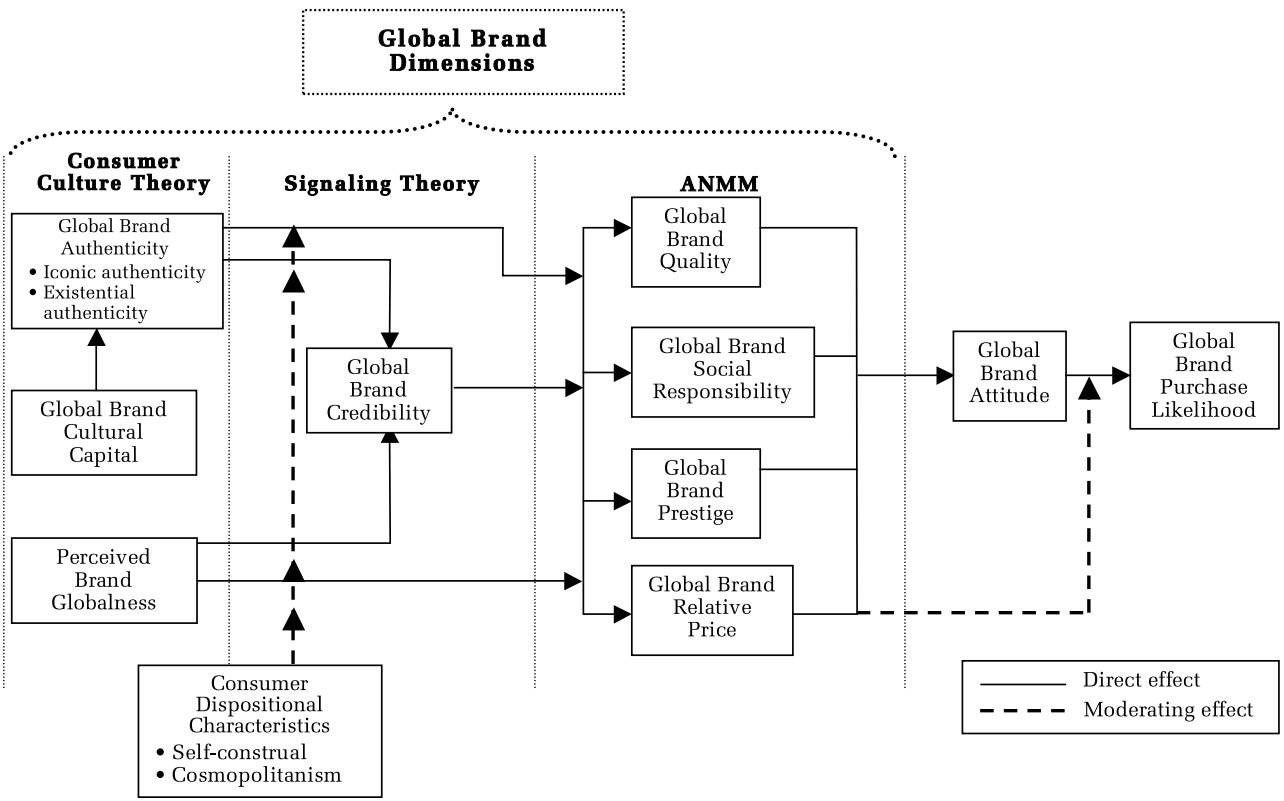 Global Brand
Dimensions
Consumer
Culture Theory
Signaling Theory
ANMM
Global Brand
Authenticity
• Iconic authenticity
• Existential
authenticity
Global Brand
Cultural
Capital
Perceived
Brand
Globalness
Consumer
Dispositional
Characteristics
• Self-construal
• Cosmopolitanism
Global
Brand
Credibility
Global
Brand
Quality
Global Brand
Social
Responsibility
Global
Brand
Prestige
Global Brand
Relative
Price
Global
Brand
Attitude
Global
Brand
Purchase
Likelihood
Direct effect
Moderating effect